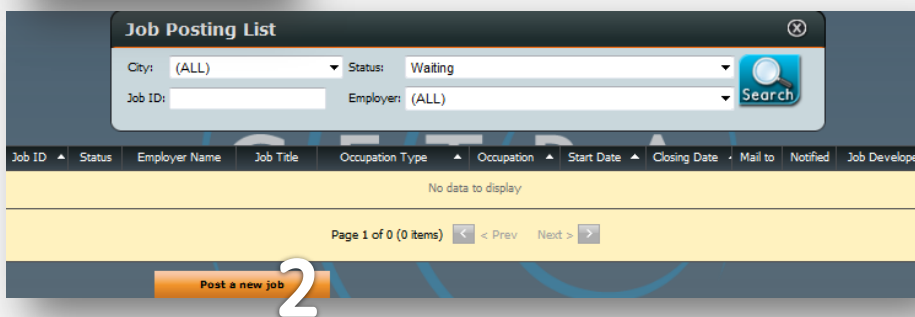 Job Posting List
City: (ALL) Status: Waiting
Job ID: Employer: (ALL)
Search
Job ID Status Employer Name Job Title Occupation Type Occupation Start Date Closing Date Mail to Notified Job Develope
No data to display
Page 1 of 0 (0 items) < < Prev Next > >
Post a new job
2